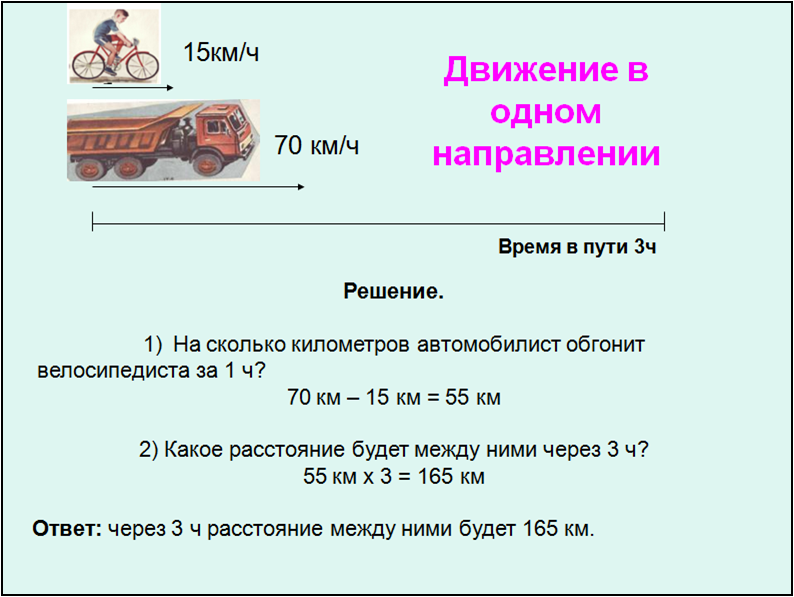 15км/ч
Движение в
одном
направлении
70 км/ч
Время в пути 3ч
Решение.
1) На сколько километров автомобилист обгонит
велосипедиста за 1 ч?
70 км – 15 км = 55 км
2) Какое расстояние будет между ними через 3 ч?
55 км х 3 = 165 км
Ответ: через 3 ч расстояние между ними будет 165 км.